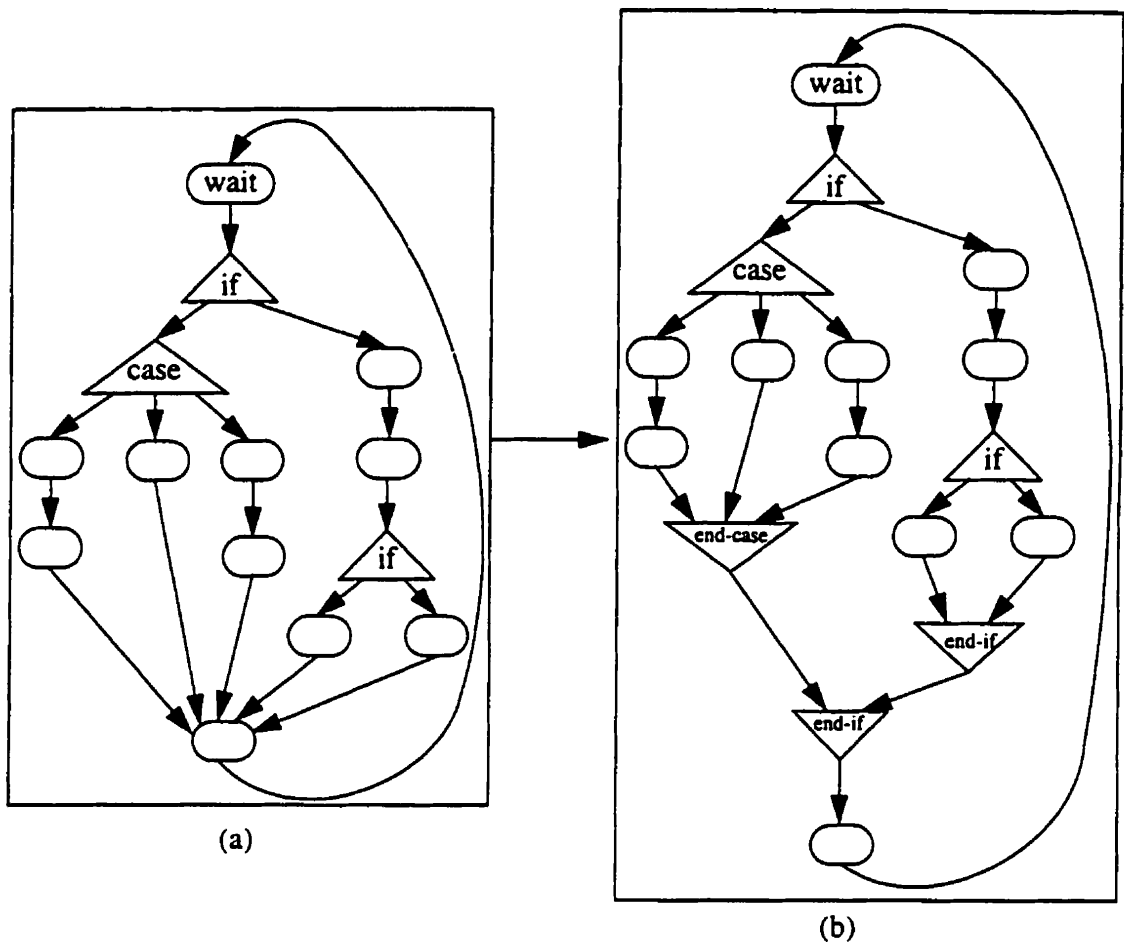 wait
if
case
if
(a)
wait
if
case
if
end-case
end-if
end-if
(b)